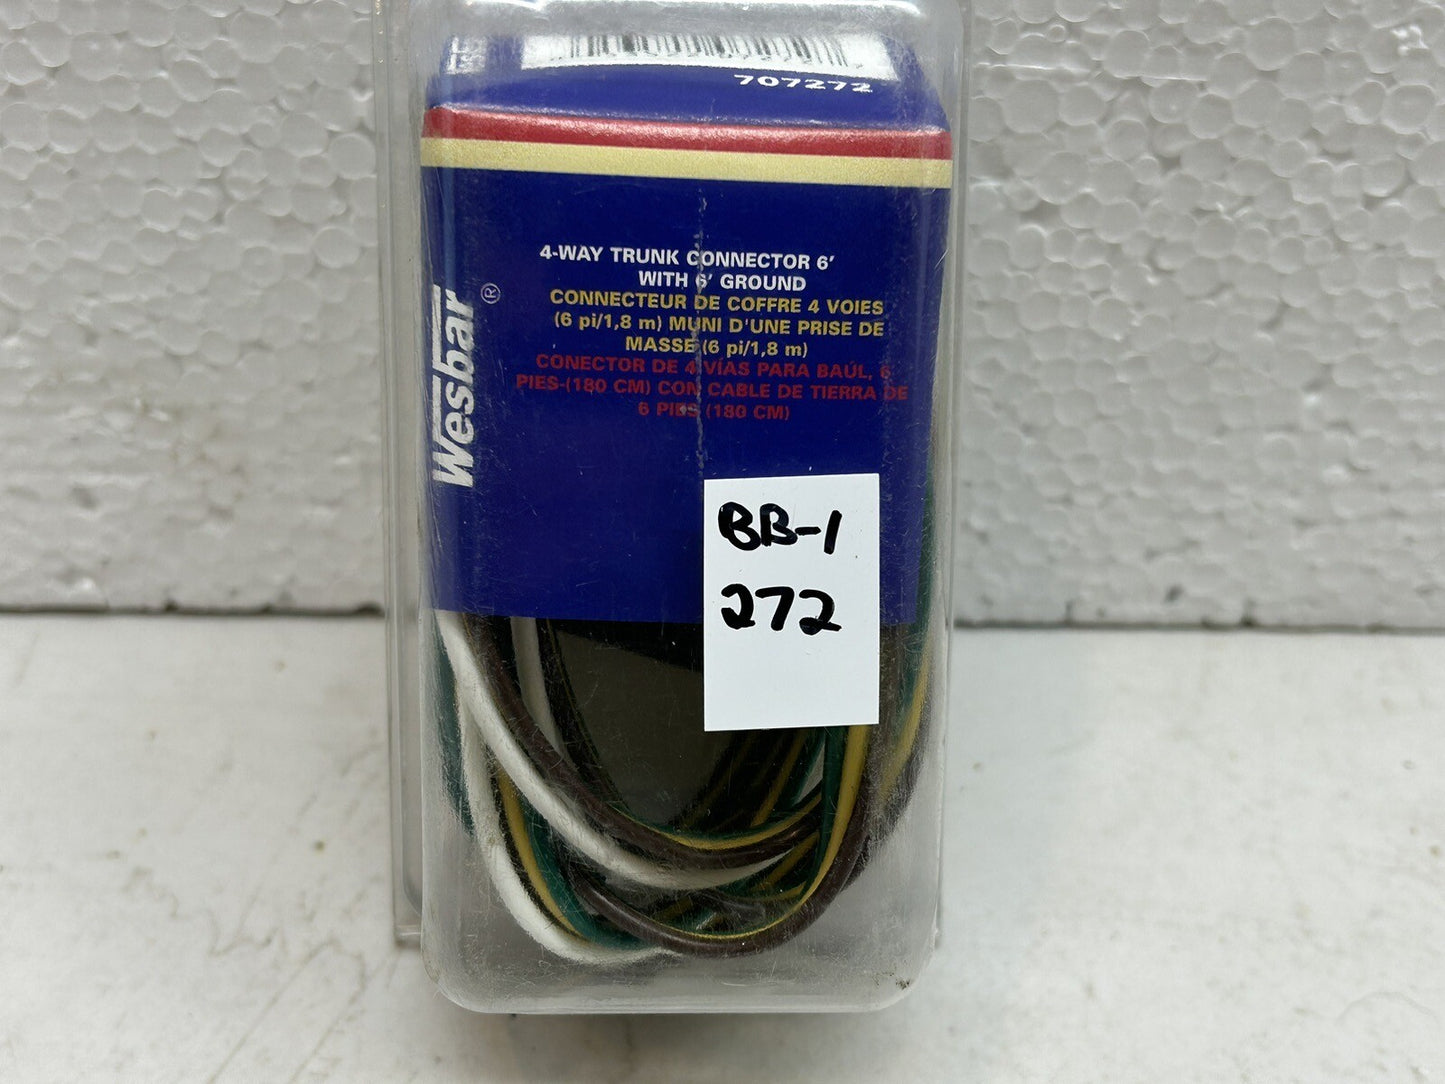 707272
4-WAY TRUNK CONNECTOR 6'
WITH 6' GROUND
CONNECTEUR DE COFFRE 4 VOIES
(6 pi/1,8 m) MUNI D'UNE PRISE DE
MASSE (6 pi/1,8 m)
CONECTOR DE 4 VÍAS PARA BAÚL, 6
PIES-(180 CM) CON CABLE DE TIERRA DE
6 PIES (180 CM)
Wesbar®
BB-1
272